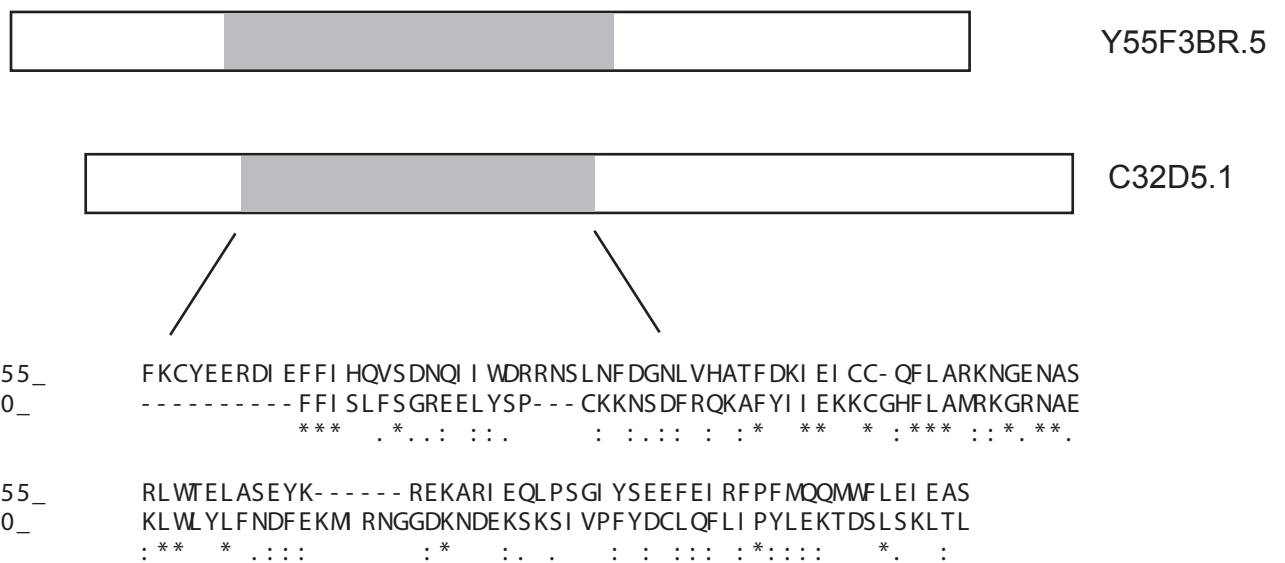 Y55F3BR.5
C32D5.1
55_ FKCYEERDIEFFIHQVSDNQIIWDRRNSLNFDGNLVHATFDKIEICC-QFLARKNGENAS
0_ ----------FFISLFSGREELYSP---CKKNSDFRQKAFYIIEKKCGHFLAMRKGRNAE
*** .*..: ::. : :.:: : :* ** * :*** ::*.**.
55_ RLWTELASEYK------REKARIEQLPSGIYSEEFEIRFPFMQQMWFLEIEAS
0_ KLWLYLFNDFEKMIRNGGDKNDEKSKSIVPFYDCLQFLIPYLEKTDSLSKLTL
:** * .::: :* :. . : : ::: :*:::: *. :